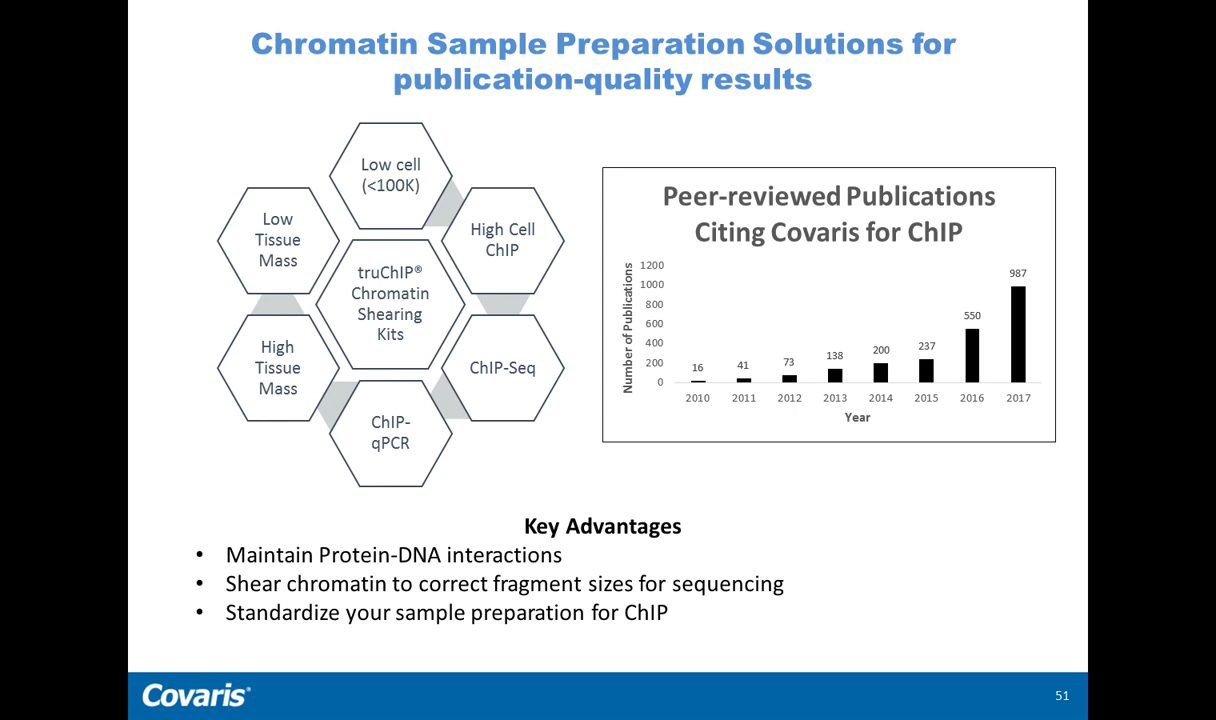 Chromatin Sample Preparation Solutions for
publication-quality results
Low cell
(<100K)
Low
Tissue
Mass
High Cell
ChIP
truChIP®
Chromatin
Shearing
Kits
High
Tissue
Mass
ChIP-Seq
ChIP-
qPCR
Peer-reviewed Publications
Citing Covaris for ChIP
Number of Publications
1200
1000
800
600
400
200
0
16
41
73
138
200
237
550
987
2010 2011 2012 2013 2014 2015 2016 2017
Year
Key Advantages
• Maintain Protein-DNA interactions
• Shear chromatin to correct fragment sizes for sequencing
• Standardize your sample preparation for ChIP
Covaris®
51